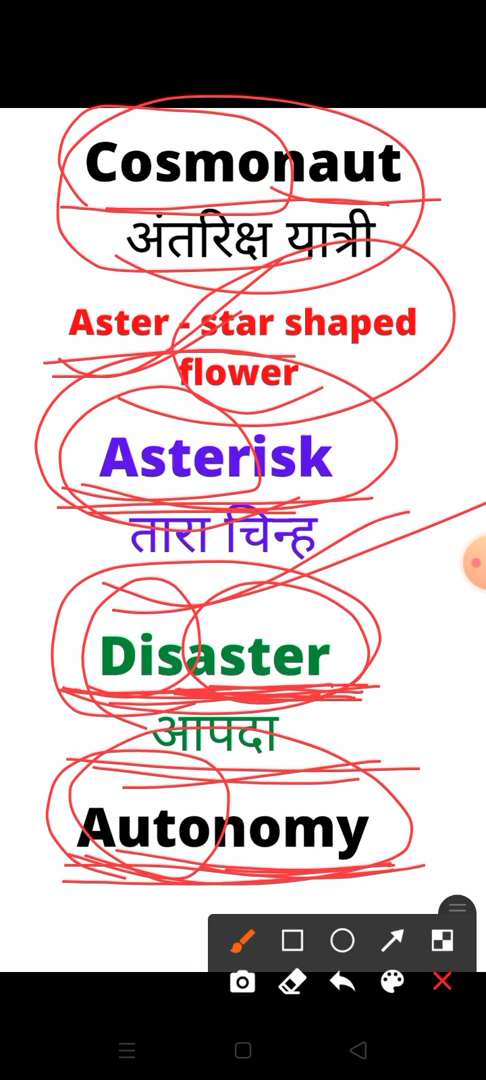 Cosmonaut
अंतरिक्ष यात्री
Aster - star shaped
flower
Asterisk
तारा चिन्ह
Disaster
आपदा
Autonomy